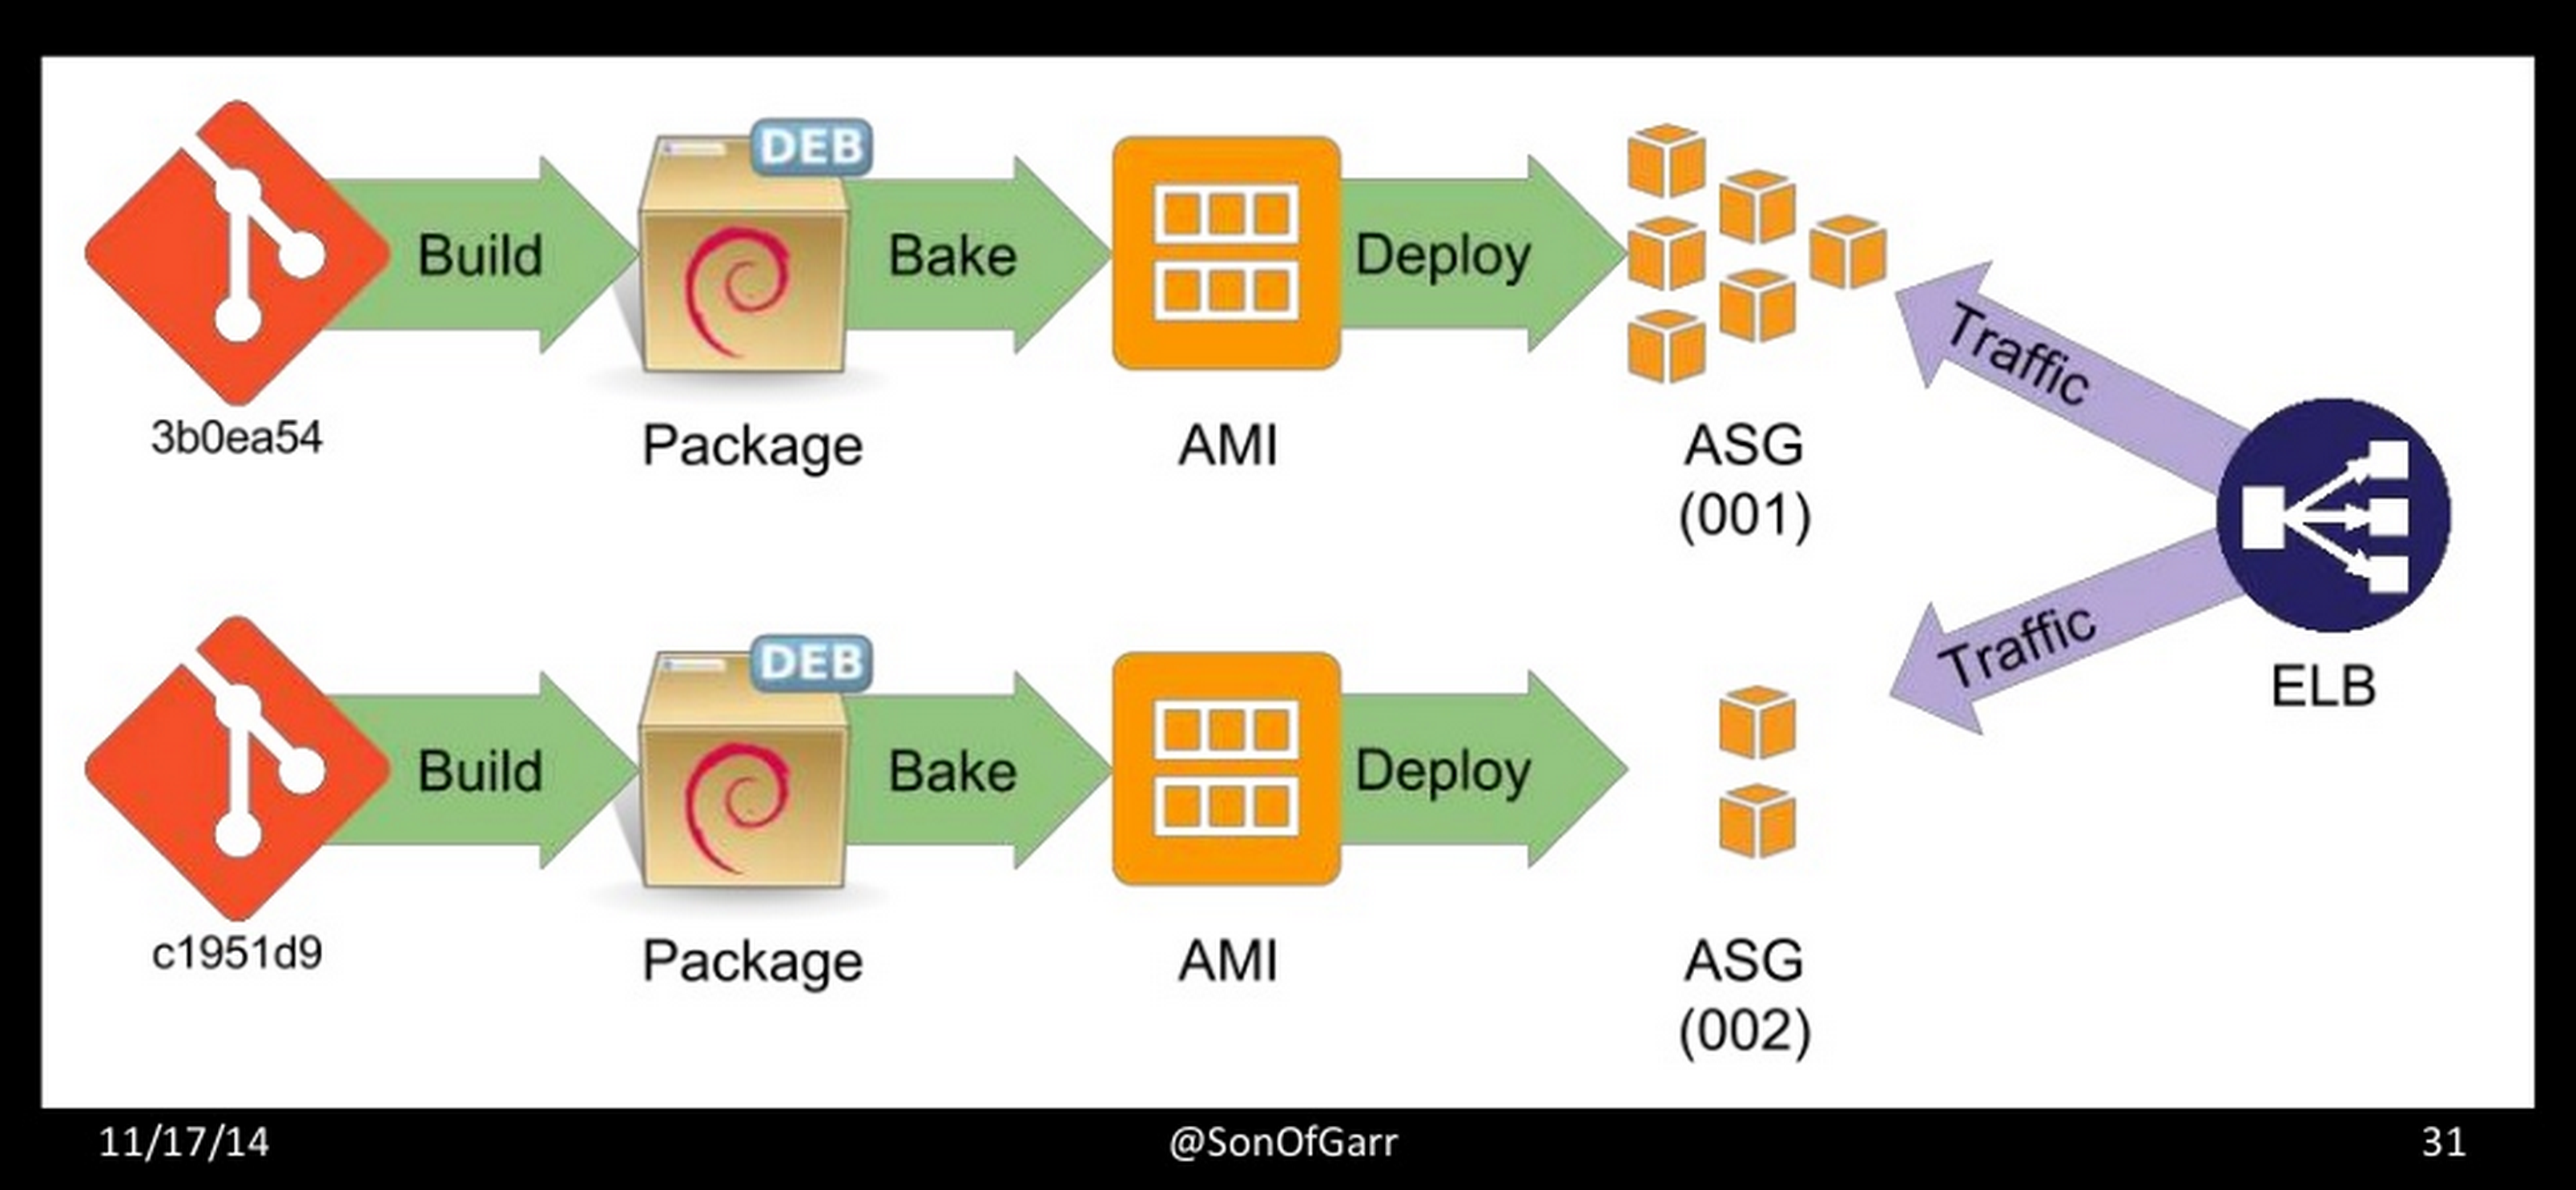 DEB
Build
Bake
Deploy
Traffic
3b0ea54
Package
AMI
ASG
(001)
DEB
Build
Bake
Deploy
Traffic
ELB
c1951d9
Package
AMI
ASG
(002)
11/17/14
@SonOfGarr
31